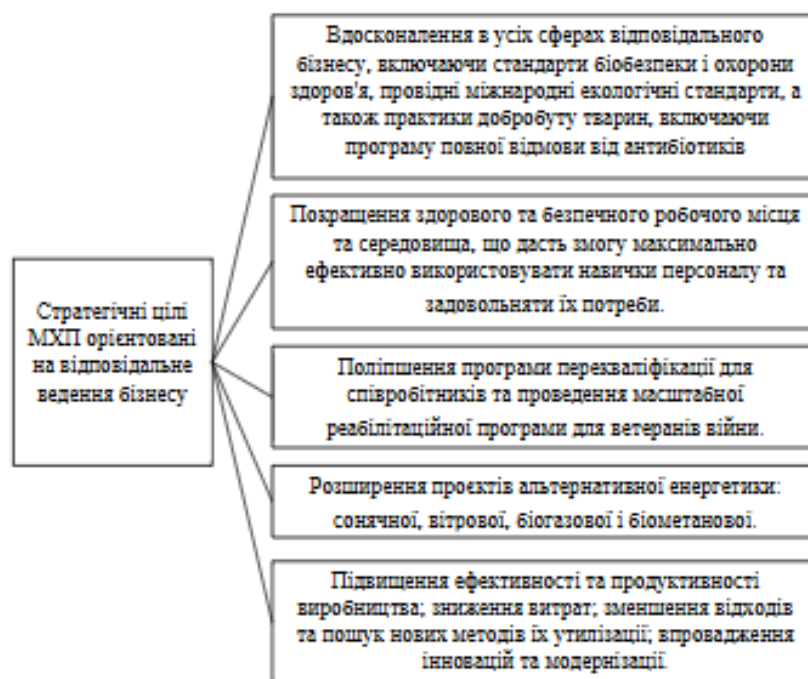 Вдосконалення в усіх сферах відповідального
бізнесу, включаючи стандарти біобезпеки і охорони
здоров'я, провідні міжнародні екологічні стандарти, а
також практики добробуту тварин, включаючи
програму повної відмови від антибіотиків
Покращення здорового та безпечного робочого місця
та середовища, що дасть змогу максимально
ефективно використовувати навички персоналу та
задовольняти їх потреби.
Стратегічні цілі
МХП орієнтовані
на відповідальне
ведення бізнесу
Поліпшення програми перекваліфікації для
співробітників та проведення масштабної
реабілітаційної програми для ветеранів війни.
Розширення проєктів альтернативної енергетики:
сонячної, вітрової, біогазової і біометанової.
Підвищення ефективності та продуктивності
виробництва; зниження витрат; зменшення відходів
та пошук нових методів їх утилізації; впровадження
інновацій та модернізації.